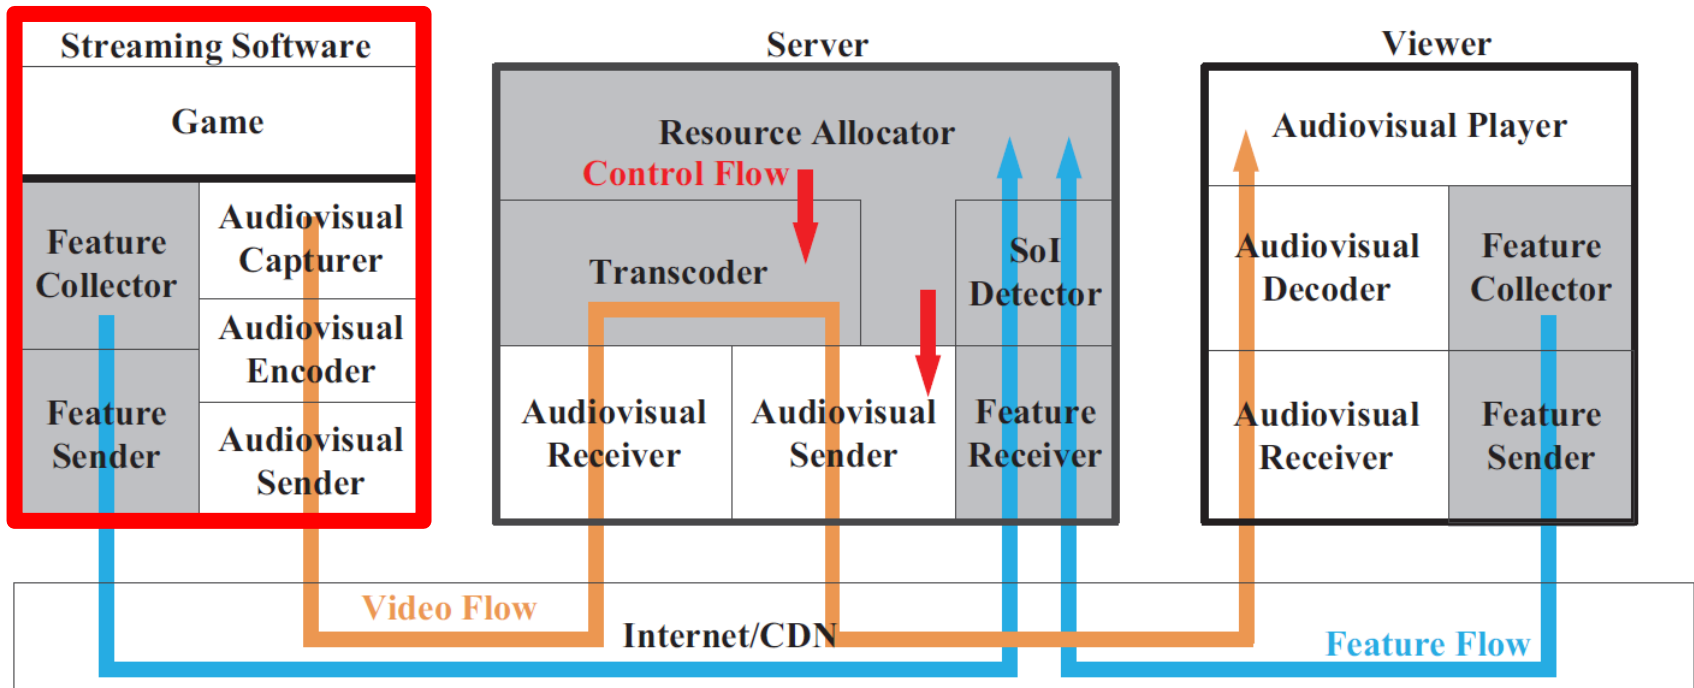 Streaming Software
Game
Feature
Collector
Audiovisual
Capturer
Audiovisual
Encoder
Feature
Sender
Audiovisual
Sender
Server
Resource Allocator
Control Flow
Transcoder
SoI
Detector
Audiovisual
Receiver
Audiovisual
Sender
Feature
Receiver
Viewer
Audiovisual Player
Audiovisual
Decoder
Feature
Collector
Audiovisual
Receiver
Feature
Sender
Video Flow
Internet/CDN
Feature Flow